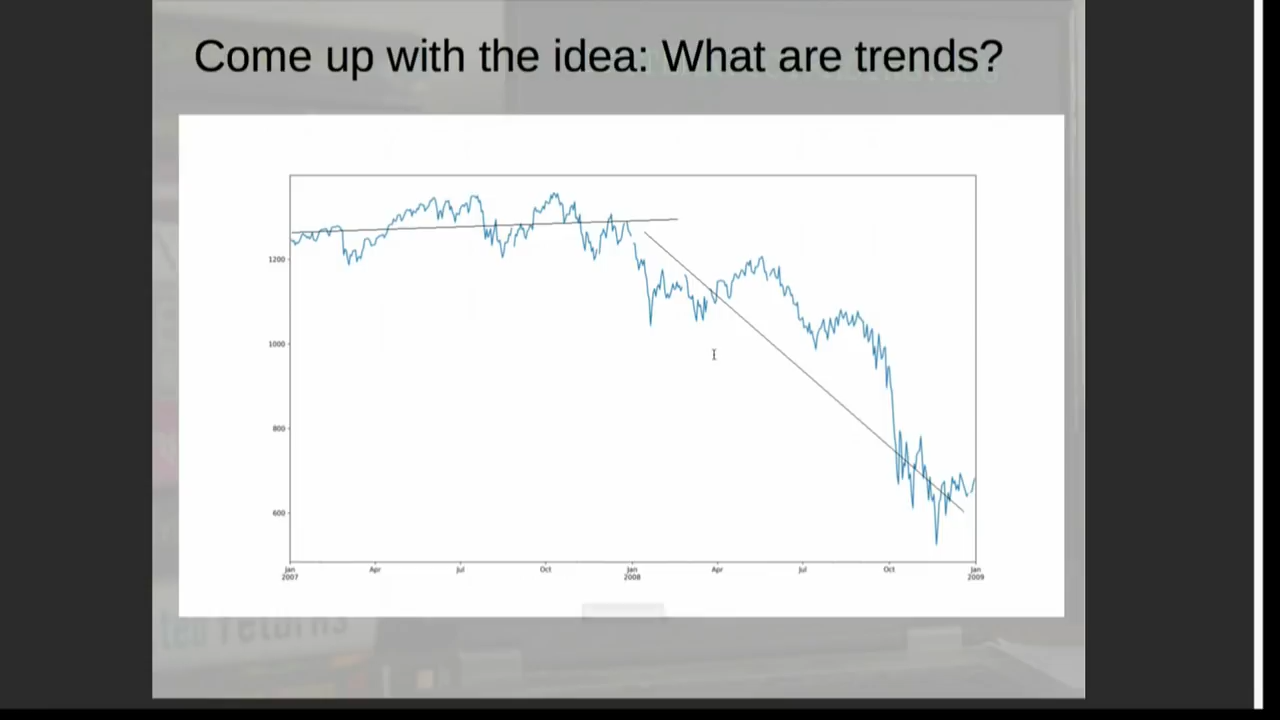 Come up with the idea: What are trends?
1200
1000
800
600
Jan Apr Jul Oct Jan Apr Jul Oct Jan
2007 2008 2009
returns